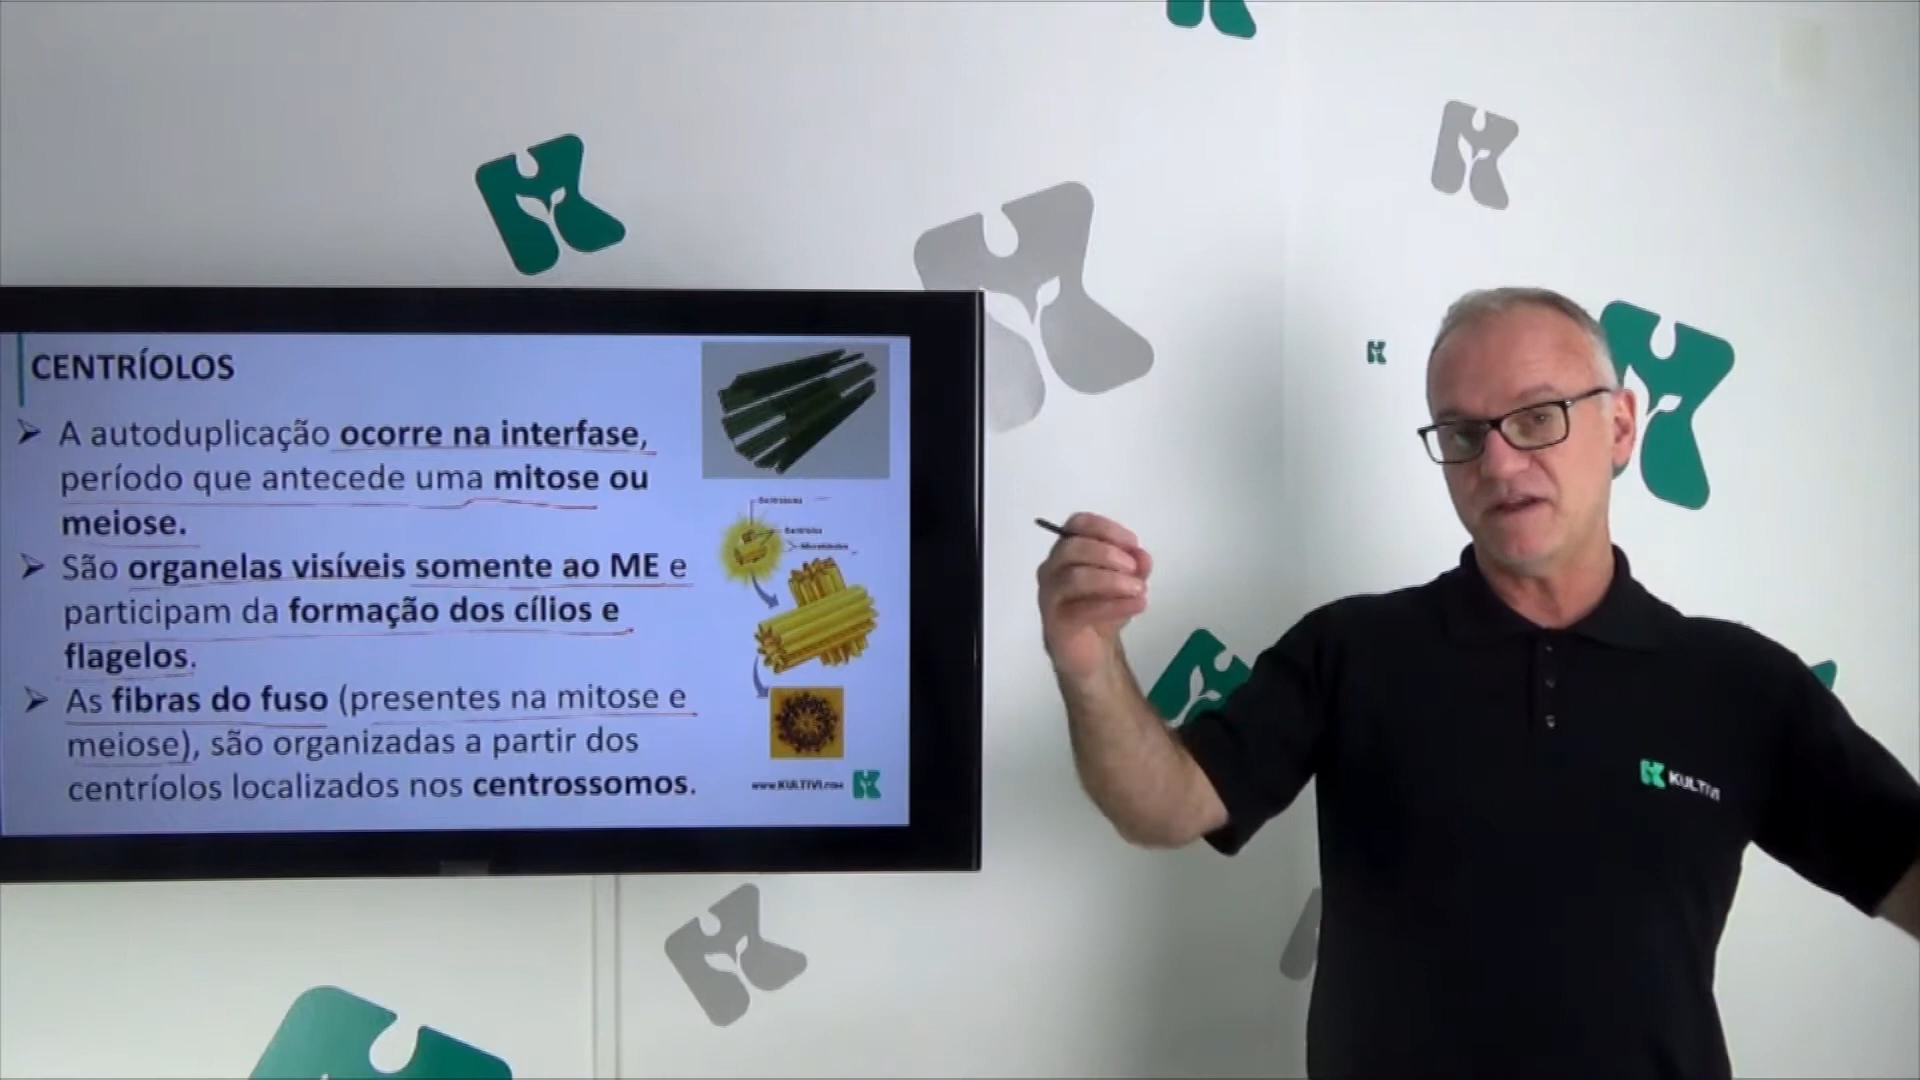 CENTRÍOLOS
➤ A autoduplicação ocorre na interfase,
período que antecede uma mitose ou
meiose.
➤ São organelas visíveis somente ao ME e
participam da formação dos cílios e
flagelos.
➤ As fibras do fuso (presentes na mitose e
meiose), são organizadas a partir dos
centríolos localizados nos centrossomos.
Centríolos
Microtúbulos
www.KULTIVI.com
KULTIVI